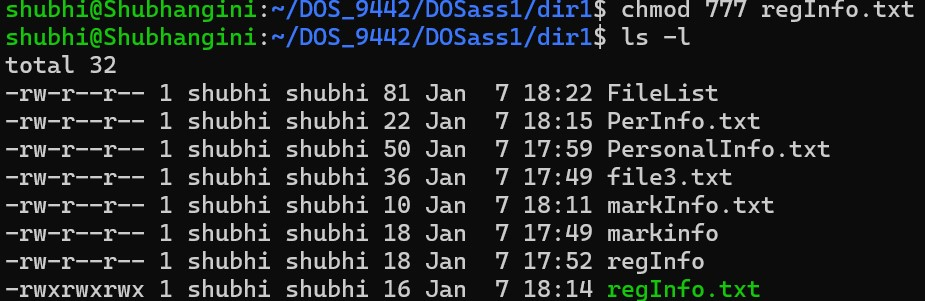 shubhi@Shubhangini:~/DOS_9442/DOSass1/dir1$ chmod 777 regInfo.txt
shubhi@Shubhangini:~/DOS_9442/DOSass1/dir1$ ls -l
total 32
-rw-r--r-- 1 shubhi shubhi 81 Jan  7 18:22 FileList
-rw-r--r-- 1 shubhi shubhi 22 Jan  7 18:15 PerInfo.txt
-rw-r--r-- 1 shubhi shubhi 50 Jan  7 17:59 PersonalInfo.txt
-rw-r--r-- 1 shubhi shubhi 36 Jan  7 17:49 file3.txt
-rw-r--r-- 1 shubhi shubhi 10 Jan  7 18:11 markInfo.txt
-rw-r--r-- 1 shubhi shubhi 18 Jan  7 17:49 markinfo
-rw-r--r-- 1 shubhi shubhi 18 Jan  7 17:52 regInfo
-rwxrwxrwx 1 shubhi shubhi 16 Jan  7 18:14 regInfo.txt